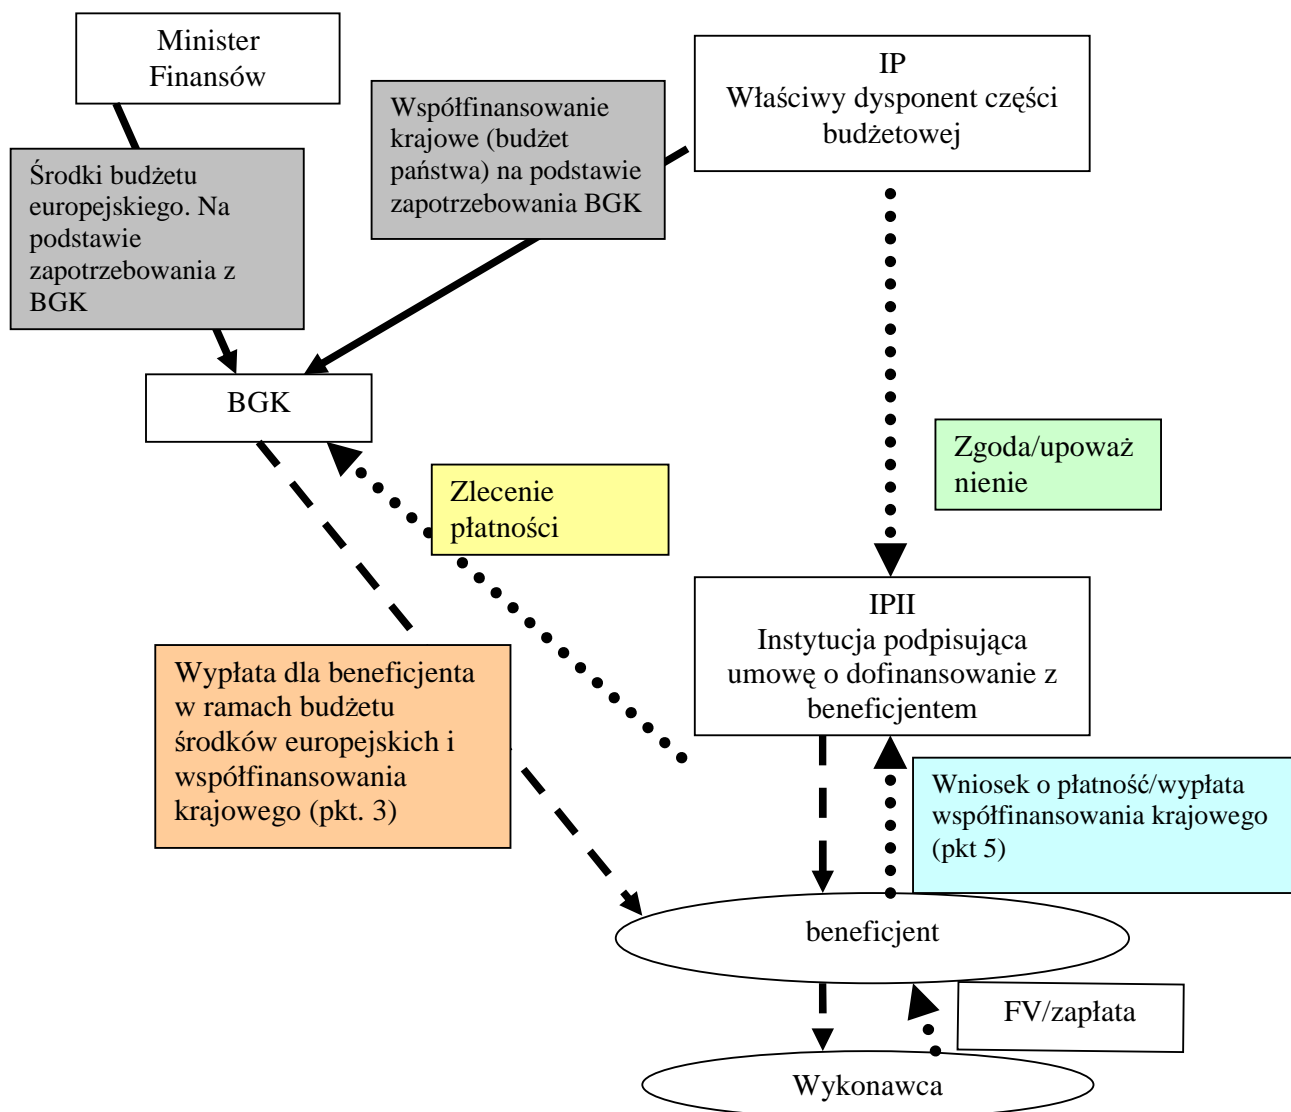 Minister
Finansów
IP
Właściwy dysponent części
budżetowej
Współfinansowanie
krajowe (budżet
państwa) na podstawie
zapotrzebowania BGK
Środki budżetu
europejskiego. Na
podstawie
zapotrzebowania z
BGK
BGK
Zgoda/upoważ
nienie
Zlecenie
płatności
IPII
Instytucja podpisująca
umowę o dofinansowanie z
beneficjentem
Wypłata dla beneficjenta
w ramach budżetu
środków europejskich i
współfinansowania
krajowego (pkt. 3)
Wniosek o płatność/wypłata
współfinansowania krajowego
(pkt 5)
beneficjent
FV/zapłata
Wykonawca